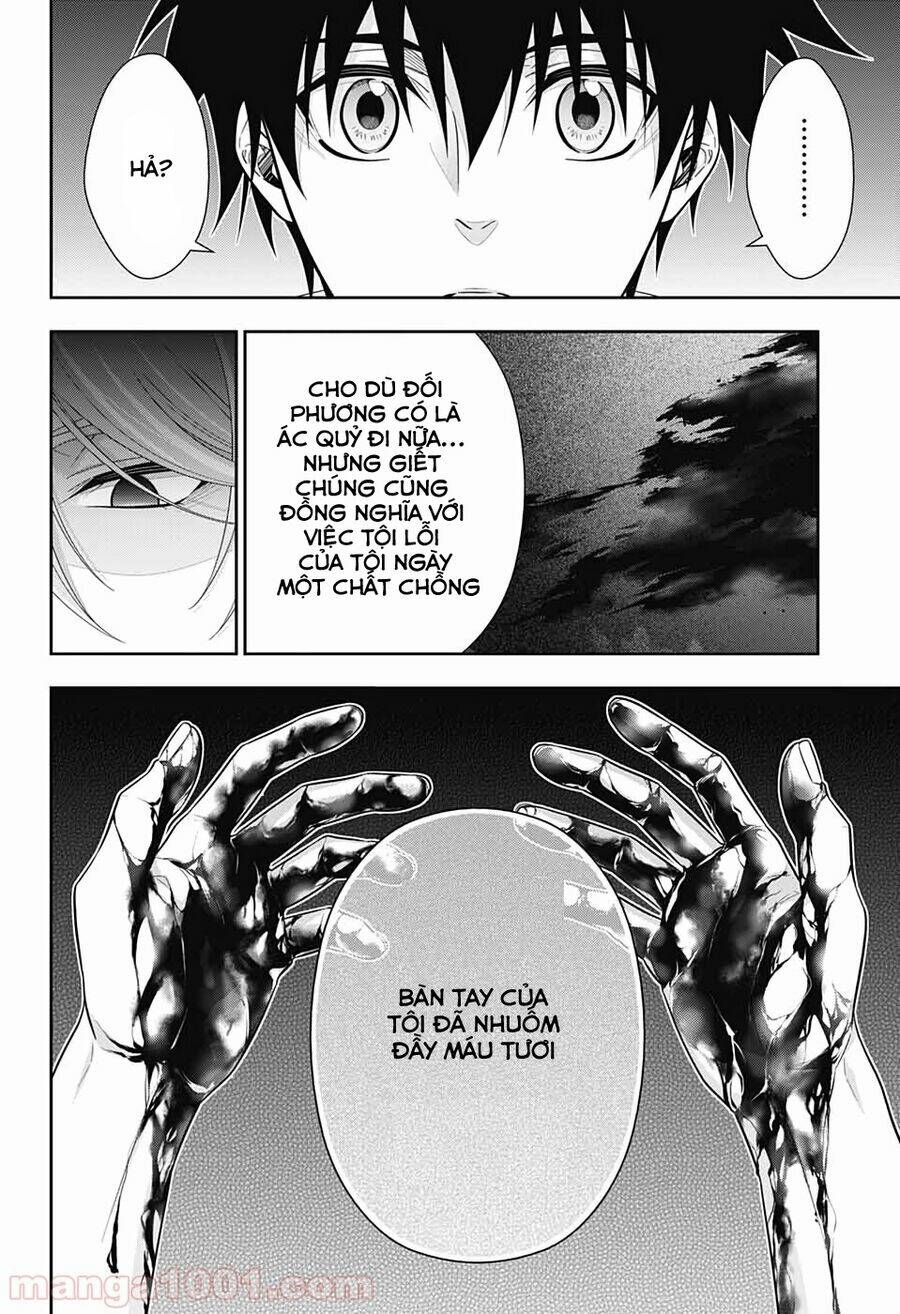 .........
HẢ?
CHO DÙ ĐỐI
PHƯƠNG CÓ LÀ
ÁC QUỶ ĐI NỮA...
NHƯNG GIẾT
CHÚNG CŨNG
ĐỒNG NGHĨA VỚI
VIỆC TỘI LỖI
CỦA TÔI NGÀY
MỘT CHẤT CHỒNG
BÀN TAY CỦA
TÔI ĐÃ NHUỐM
ĐẦY MÁU TƯƠI
manga1001.com